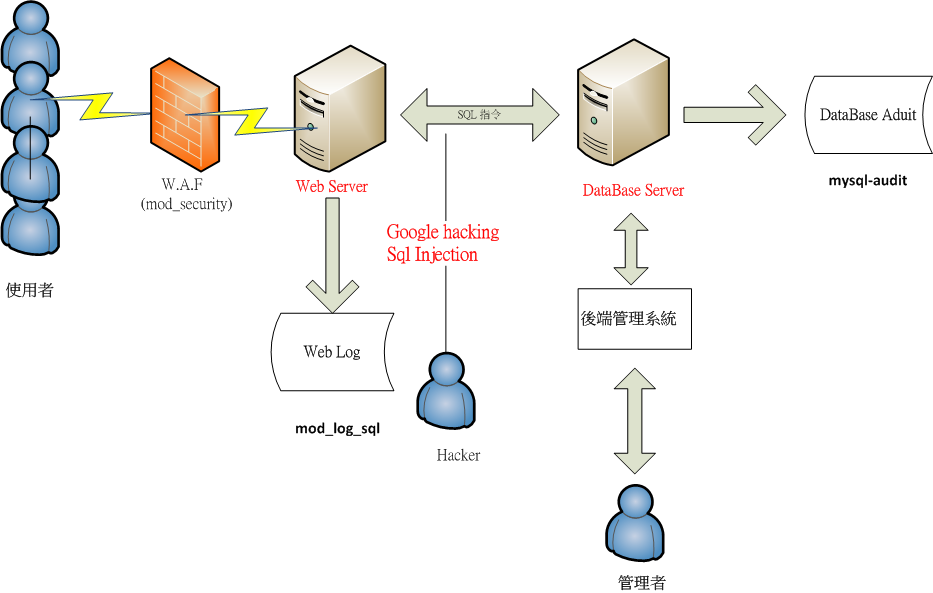 SQL 指令
DataBase Aduit
mysql-audit
W.A.F
(mod_security)
Web Server
DataBase Server
Google hacking
Sql Injection
使用者
後端管理系統
Web Log
mod_log_sql
Hacker
管理者